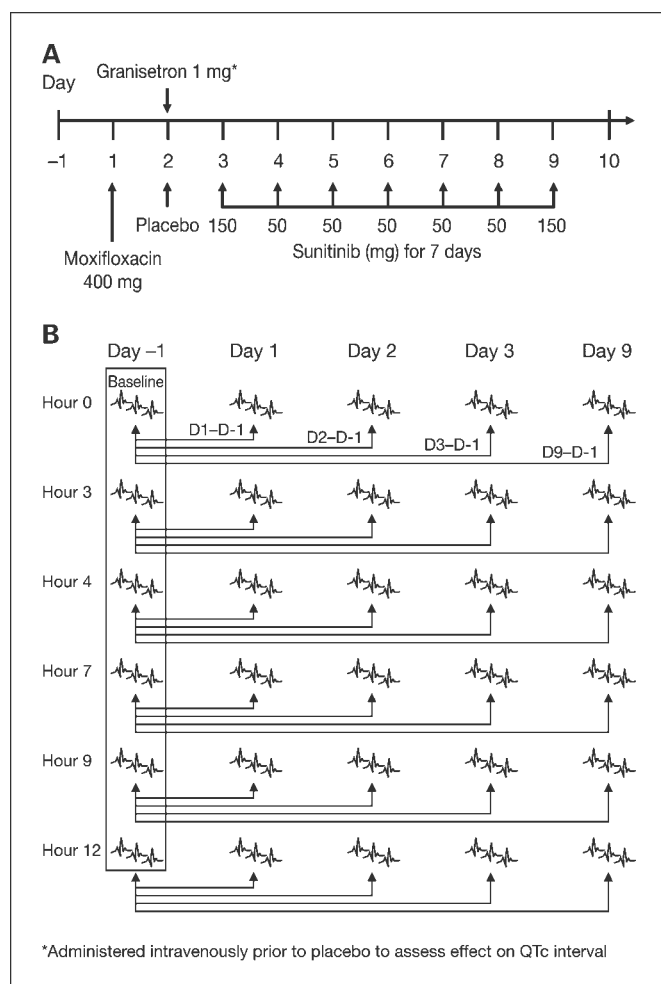 A
Granisetron 1 mg*
Day
–1 1 2 3 4 5 6 7 8 9 10
Placebo 150 50 50 50 50 50 150
Sunitinib (mg) for 7 days
Moxifloxacin
400 mg
B
Day –1 Day 1 Day 2 Day 3 Day 9
Baseline
Hour 0
D1–D-1 D2–D-1 D3–D-1 D9–D-1
Hour 3
Hour 4
Hour 7
Hour 9
Hour 12
*Administered intravenously prior to placebo to assess effect on QTc interval